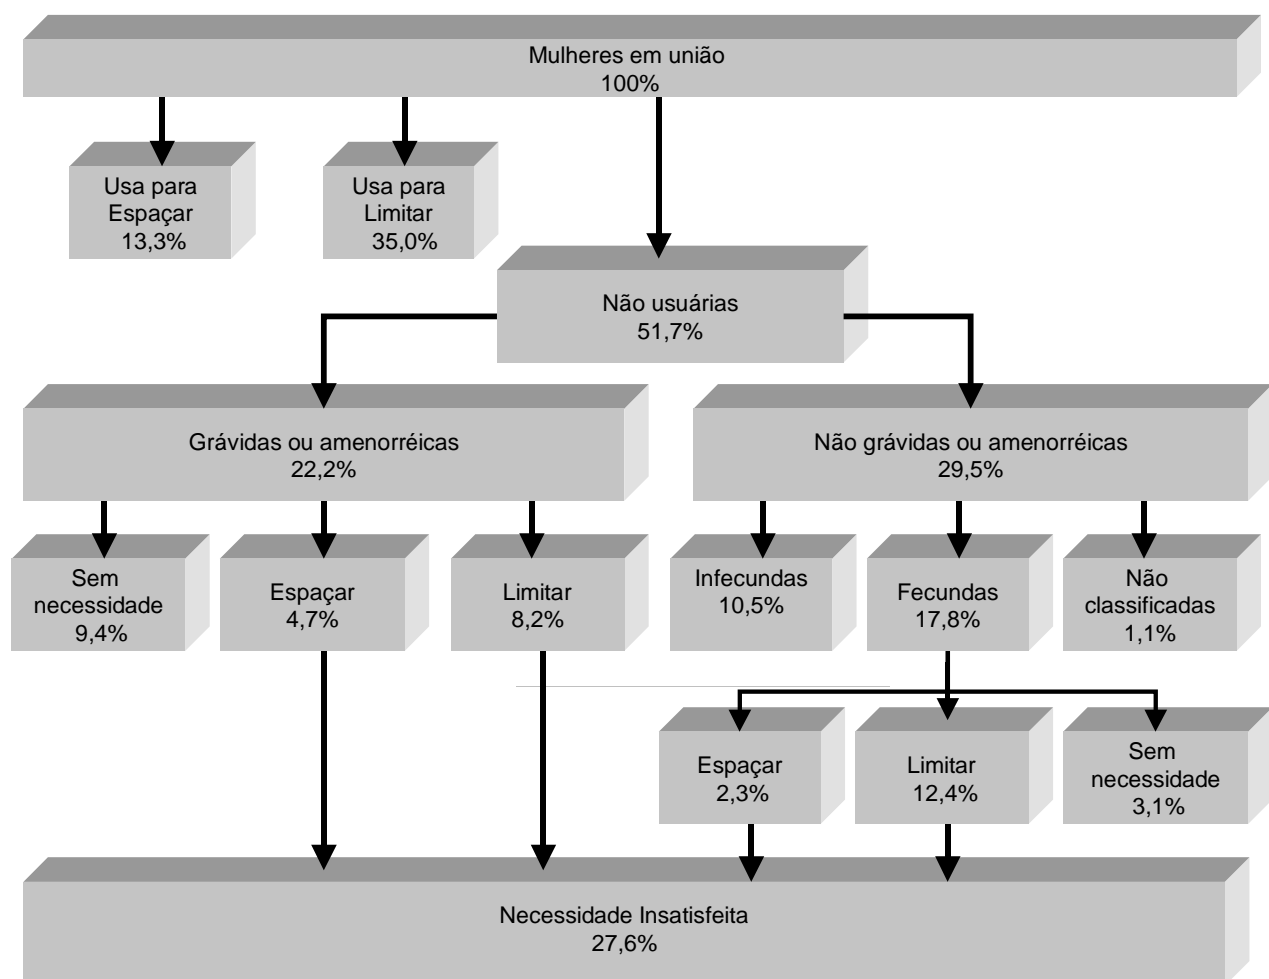 Mulheres em união
100%
Usa para
Espaçar
13,3%
Usa para
Limitar
35,0%
Não usuárias
51,7%
Grávidas ou amenorréicas
22,2%
Não grávidas ou amenorréicas
29,5%
Sem
necessidade
9,4%
Espaçar
4,7%
Limitar
8,2%
Infecundas
10,5%
Fecundas
17,8%
Não
classificadas
1,1%
Espaçar
2,3%
Limitar
12,4%
Sem
necessidade
3,1%
Necessidade Insatisfeita
27,6%